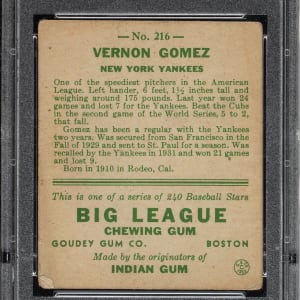 — No. 216 —
VERNON GOMEZ
NEW YORK YANKEES
One of the speediest pitchers in the American
League. Left hander, 6 feet, 1½ inches tall and
weighing around 175 pounds. Last year won 24
games and lost 7 for the Yankees. Beat the Cubs
in the second game of the World Series, 5 to 2,
that fall.
Gomez has been a regular with the Yankees
two years. Was secured from San Francisco in the
Fall of 1929 and sent to St. Paul for a season. Was
recalled by the Yankees in 1931 and won 21 games
and lost 9.
Born in 1910 in Rodeo, Cal.
This is one of a series of 240 Baseball Stars
BIG LEAGUE
CHEWING GUM
GOUDEY GUM CO. BOSTON
Made by the originators of
INDIAN GUM